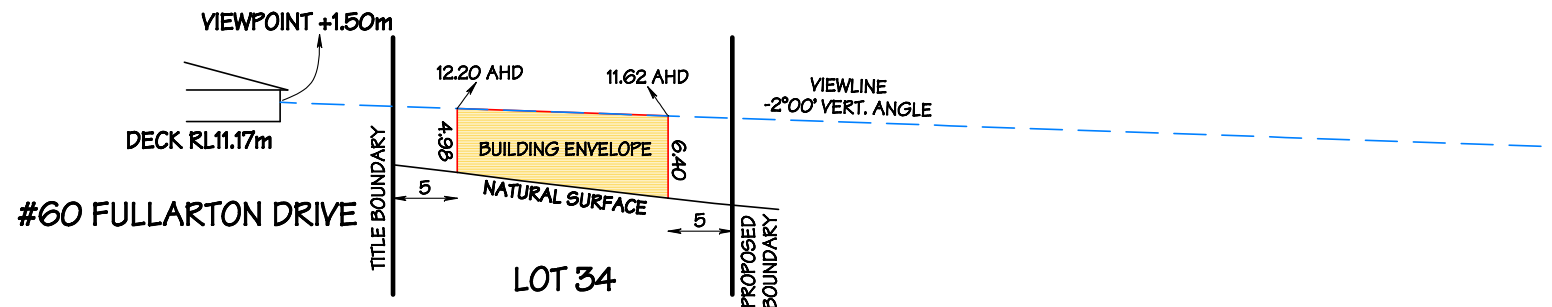 VIEWPOINT +1.50m
12.20 AHD
11.62 AHD
VIEWLINE
-2°00' VERT. ANGLE
DECK RL11.17m
TITLE BOUNDARY
4.98
BUILDING ENVELOPE
6.40
5
NATURAL SURFACE
#60 FULLARTON DRIVE
5
PROPOSED
BOUNDARY
LOT 34